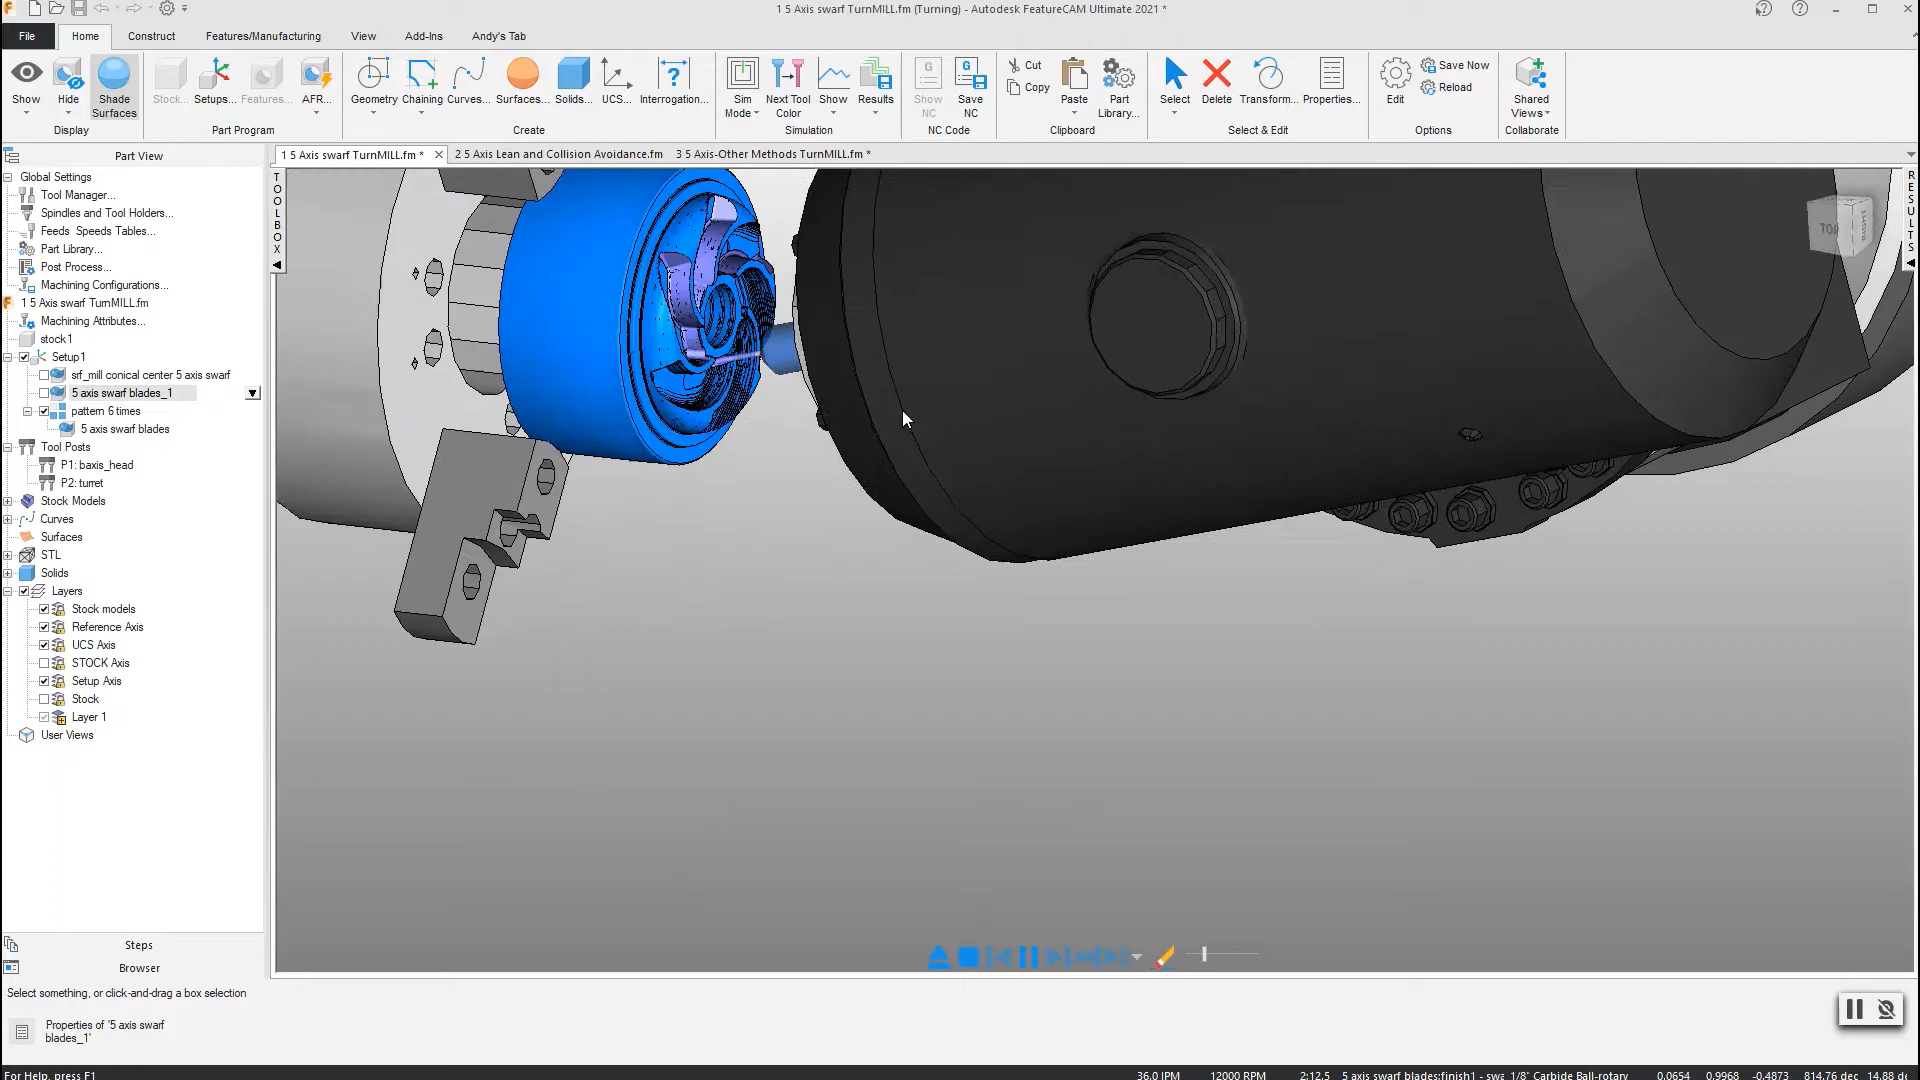 1 5 Axis swarf TurnMILL.fm (Turning) - Autodesk FeatureCAM Ultimate 2021 *
File Home Construct Features/Manufacturing View Add-Ins Andy's Tab
Show Hide Shade Surfaces Stock... Setups... Features... AFR... Geometry Chaining Curves... Surfaces... Solids... UCS... Interrogation... Sim Mode Next Tool Color Show Results Show NC Save NC Cut Copy Paste Part Library... Select Delete Transform... Properties... Edit Save Now Reload Shared Views
Display Part Program Create Simulation NC Code Clipboard Select & Edit Options Collaborate
Part View
1 5 Axis swarf TurnMILL.fm * 2 5 Axis Lean and Collision Avoidance.fm 3 5 Axis-Other Methods TurnMILL.fm *
Global Settings
Tool Manager...
Spindles and Tool Holders...
Feeds Speeds Tables...
Part Library...
Post Process...
Machining Configurations...
1 5 Axis swarf TurnMILL.fm
Machining Attributes...
stock1
Setup1
srf_mill conical center 5 axis swarf
5 axis swarf blades_1
pattern 6 times
5 axis swarf blades
Tool Posts
P1: baxis_head
P2: turret
Stock Models
Curves
Surfaces
STL
Solids
Layers
Stock models
Reference Axis
UCS Axis
STOCK Axis
Setup Axis
Stock
Layer 1
User Views
TOOLBOX
RESULTS
TOP
RIGHT
Steps
Browser
Select something, or click-and-drag a box selection
Properties of '5 axis swarf
blades_1'
For Help, press F1
36.0 IPM 12000 RPM 2:12.5 5 axis swarf blades:finish1 - swa 1/8" Carbide Ball-rotary 0.0654 0.9968 -0.4873 814.76 dec 14.88 de